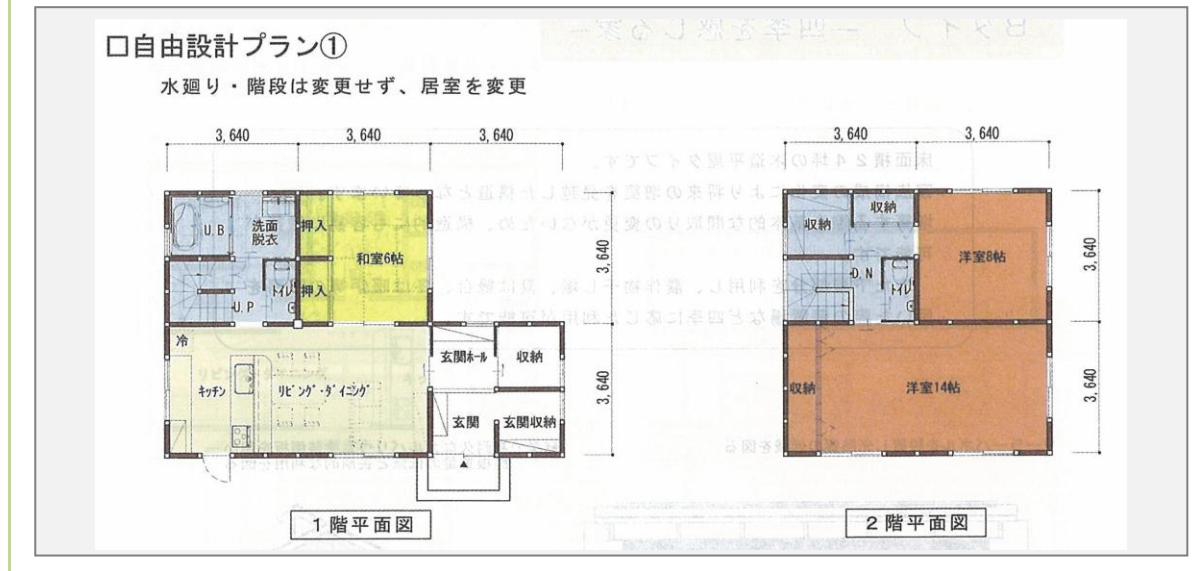 □自由設計プラン①
水廻り・階段は変更せず、居室を変更
3,640 3,640 3,640
U.B
洗面
脱衣
押入
和室6帖
押入
U.P
トイレ
3,640
冷
キッチン
リビング・ダイニング
玄関ホール
収納
玄関
玄関収納
3,640
1階平面図
3,640 3,640
収納
収納
洋室8帖
D.N
トイレ
3,640
収納
洋室14帖
3,640
2階平面図